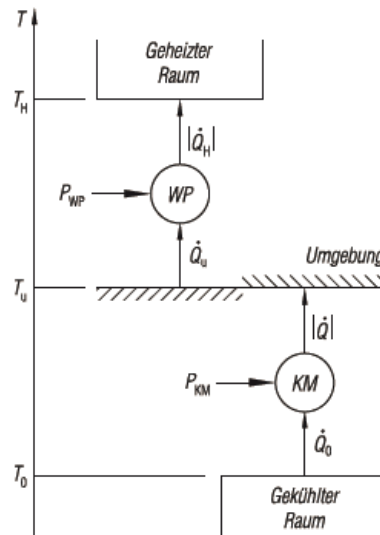 T
Geheizter
Raum
T_H
|Q̇_H|
P_WP
WP
Q̇_u
Umgebung
T_u
|Q̇|
P_KM
KM
Q̇_0
T_0
Gekühlter
Raum